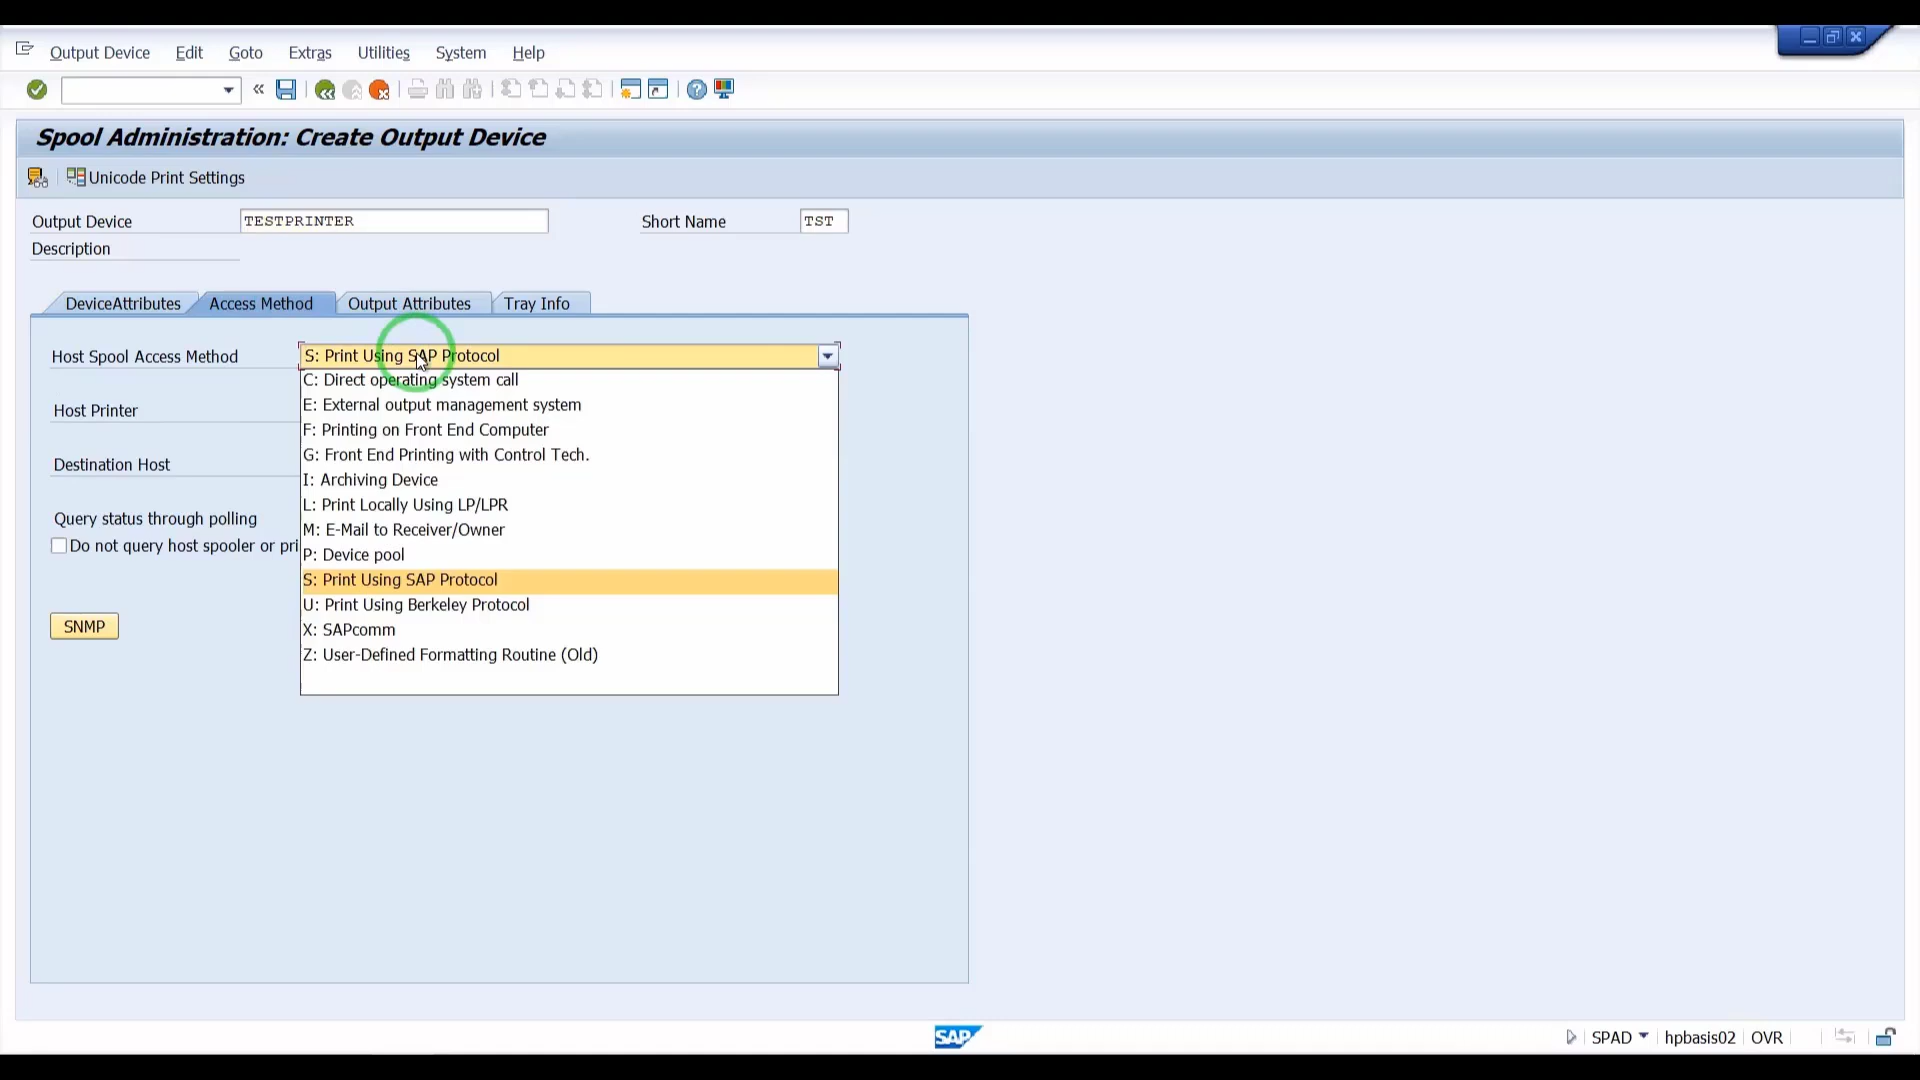 Output Device Edit Goto Extras Utilities System Help
Spool Administration: Create Output Device
Unicode Print Settings
Output Device TESTPRINTER Short Name TST
Description
DeviceAttributes Access Method Output Attributes Tray Info
Host Spool Access Method S: Print Using SAP Protocol
C: Direct operating system call
E: External output management system
Host Printer
F: Printing on Front End Computer
G: Front End Printing with Control Tech.
Destination Host
I: Archiving Device
L: Print Locally Using LP/LPR
Query status through polling
M: E-Mail to Receiver/Owner
Do not query host spooler or pri
P: Device pool
S: Print Using SAP Protocol
U: Print Using Berkeley Protocol
SNMP
X: SAPcomm
Z: User-Defined Formatting Routine (Old)
SAP
SPAD hpbasis02 OVR